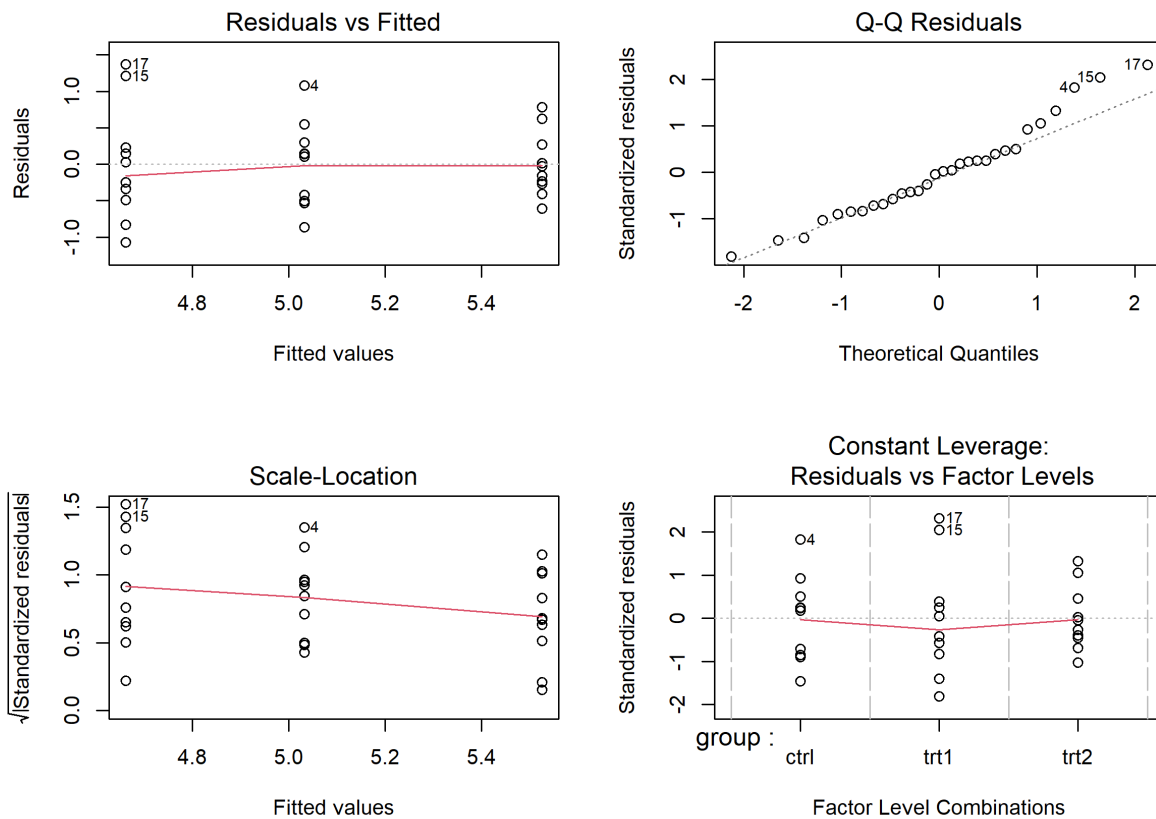 Residuals vs Fitted
Residuals
1.0
0.0
-1.0
17
15
4
4.8 5.0 5.2 5.4
Fitted values
Q-Q Residuals
Standardized residuals
2
1
0
-1
4 15 17
-2 -1 0 1 2
Theoretical Quantiles
Scale-Location
√|Standardized residuals|
1.5
1.0
0.5
0.0
17
15
4
4.8 5.0 5.2 5.4
Fitted values
Constant Leverage:
Residuals vs Factor Levels
Standardized residuals
2
1
0
-1
-2
4
17
15
group :
ctrl trt1 trt2
Factor Level Combinations